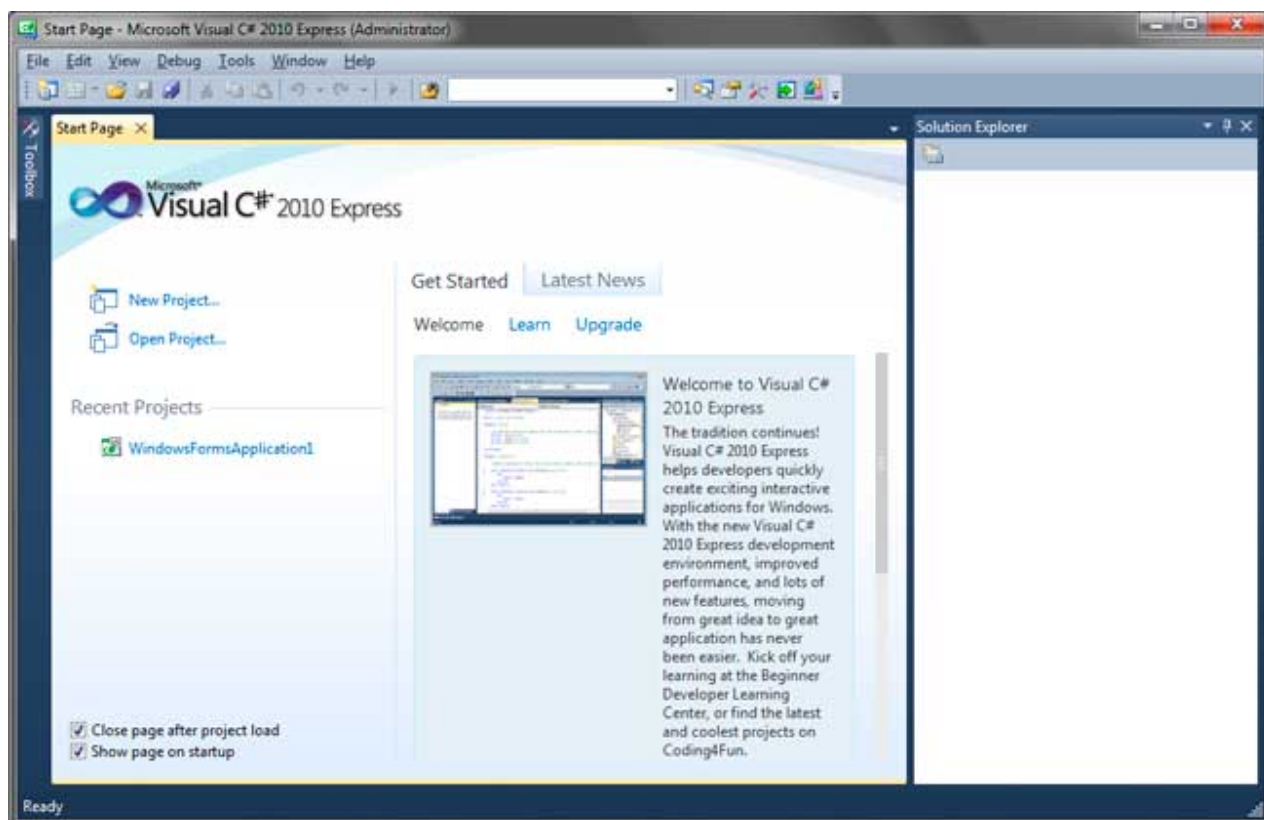 Start Page - Microsoft Visual C# 2010 Express (Administrator)
File Edit View Debug Tools Window Help
Toolbox
Start Page
Solution Explorer
Microsoft
Visual C# 2010 Express
New Project...
Open Project...
Recent Projects
WindowsFormsApplication1
Close page after project load
Show page on startup
Get Started Latest News
Welcome Learn Upgrade
Welcome to Visual C#
2010 Express
The tradition continues!
Visual C# 2010 Express
helps developers quickly
create exciting interactive
applications for Windows.
With the new Visual C#
2010 Express development
environment, improved
performance, and lots of
new features, moving
from great idea to great
application has never
been easier. Kick off your
learning at the Beginner
Developer Learning
Center, or find the latest
and coolest projects on
Coding4Fun.
Ready